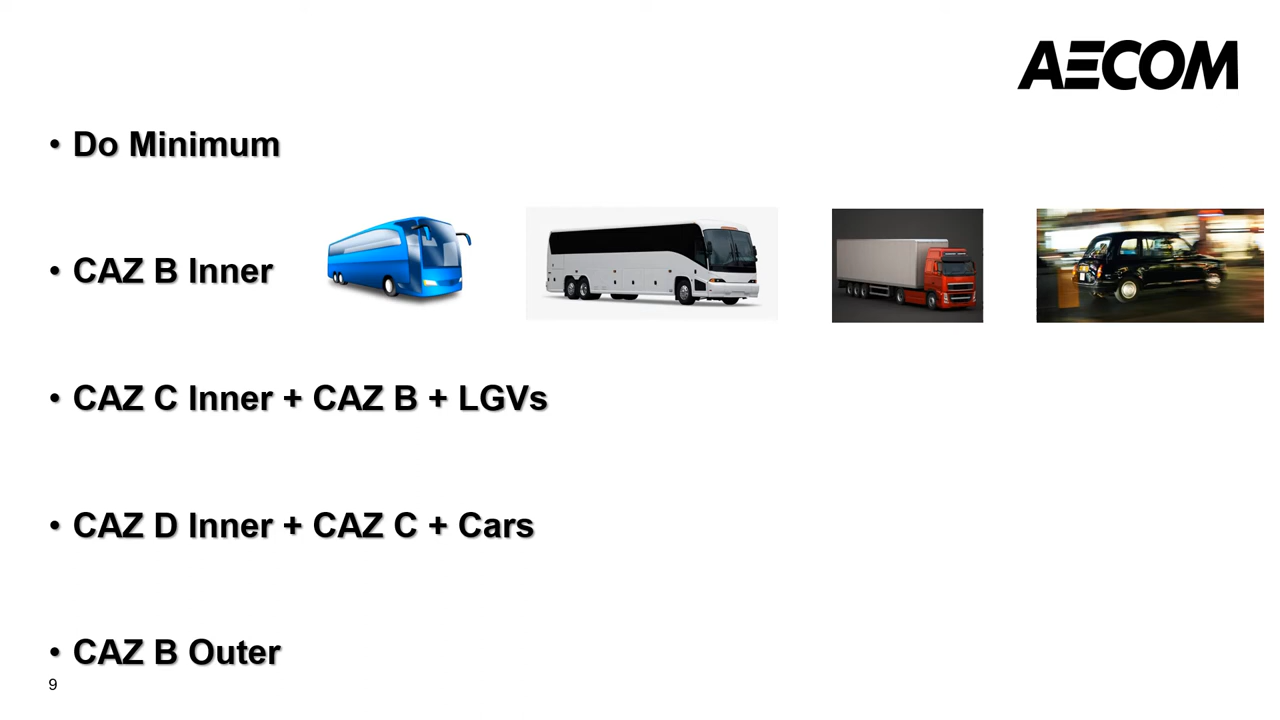 AECOM
• Do Minimum
• CAZ B Inner
• CAZ C Inner + CAZ B + LGVs
• CAZ D Inner + CAZ C + Cars
• CAZ B Outer
9